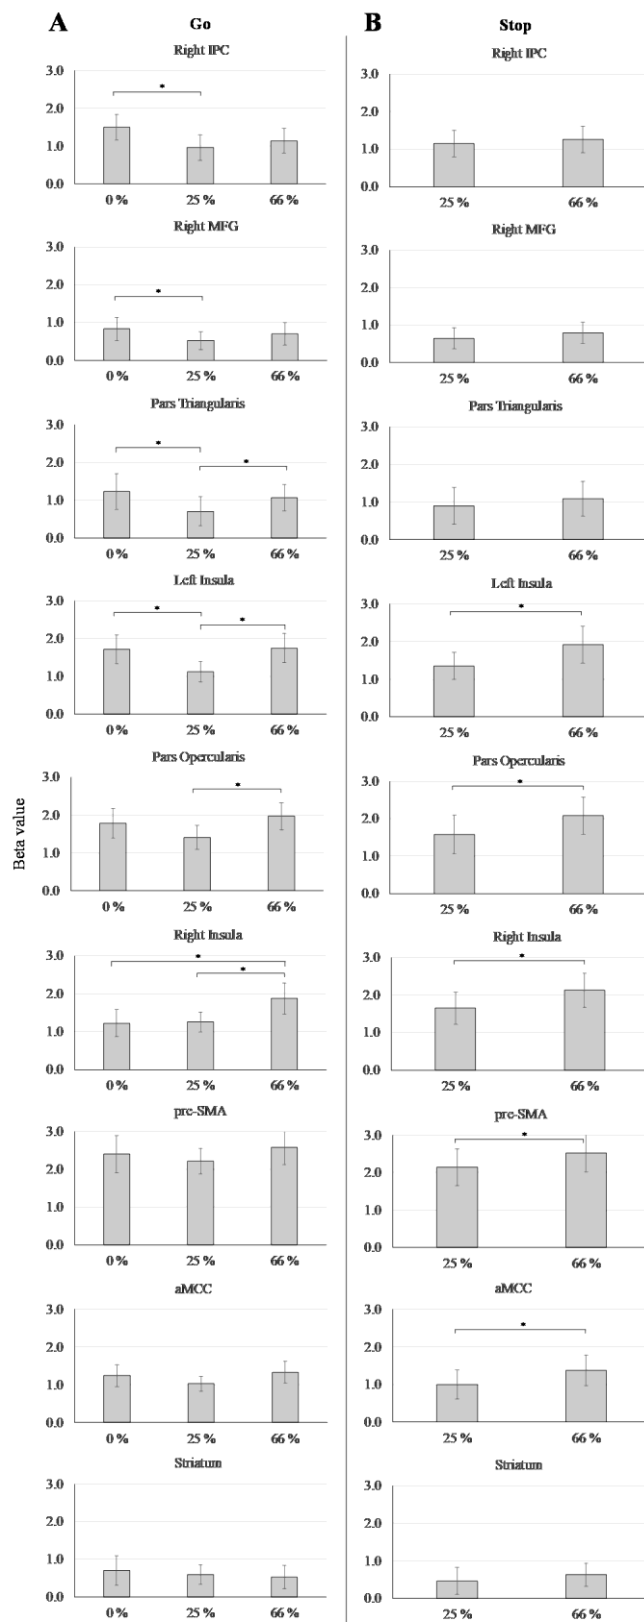 A Go
Right IPC
3.0
*
2.0
1.0
0.0
0 % 25 % 66 %
Right MFG
3.0
2.0
*
1.0
0.0
0 % 25 % 66 %
Pars Triangularis
3.0
*
2.0
*
1.0
0.0
0 % 25 % 66 %
Left Insula
3.0
*
*
2.0
1.0
0.0
0 % 25 % 66 %
Pars Opercularis
3.0
*
2.0
1.0
0.0
0 % 25 % 66 %
Beta value
Right Insula
3.0
*
*
2.0
1.0
0.0
0 % 25 % 66 %
pre-SMA
3.0
2.0
1.0
0.0
0 % 25 % 66 %
aMCC
3.0
2.0
1.0
0.0
0 % 25 % 66 %
Striatum
3.0
2.0
1.0
0.0
0 % 25 % 66 %
B Stop
Right IPC
3.0
2.0
1.0
0.0
25 % 66 %
Right MFG
3.0
2.0
1.0
0.0
25 % 66 %
Pars Triangularis
3.0
2.0
1.0
0.0
25 % 66 %
Left Insula
3.0
*
2.0
1.0
0.0
25 % 66 %
Pars Opercularis
3.0
*
2.0
1.0
0.0
25 % 66 %
Right Insula
3.0
*
2.0
1.0
0.0
25 % 66 %
pre-SMA
3.0
*
2.0
1.0
0.0
25 % 66 %
aMCC
3.0
*
2.0
1.0
0.0
25 % 66 %
Striatum
3.0
2.0
1.0
0.0
25 % 66 %